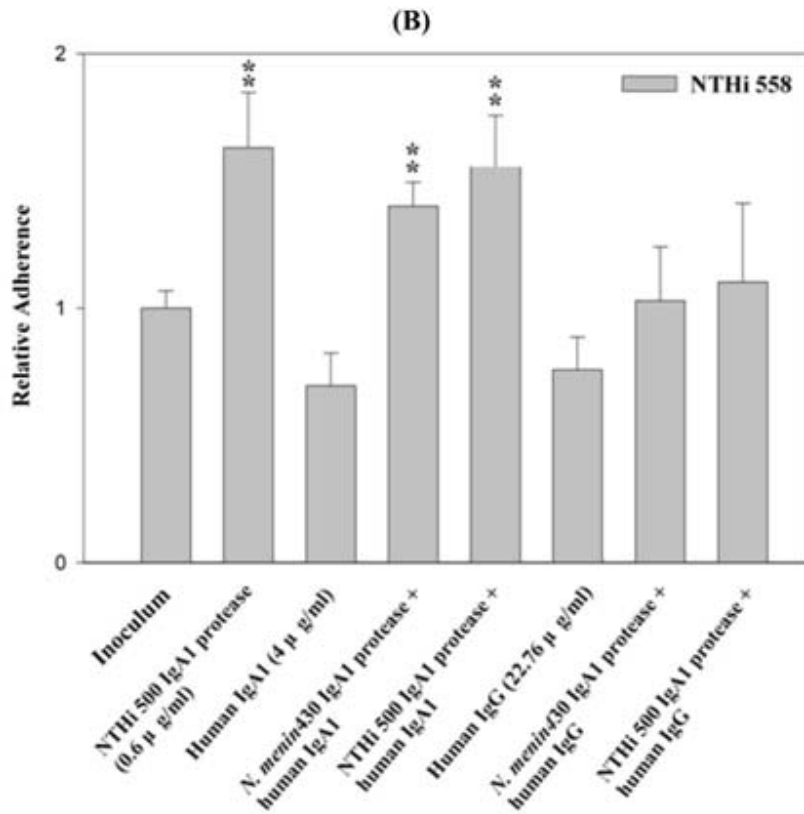 (B)
2
**
**
**
NTHi 558
1
0
Relative Adherence
Inoculum
NTHi 500 IgA1 protease
(0.6 μ g/ml)
Human IgA1 (4 μ g/ml)
N. menin430 IgA1 protease +
human IgA1
NTHi 500 IgA1 protease +
human IgA1
Human IgG (22.76 μ g/ml)
N. menin430 IgA1 protease +
human IgG
NTHi 500 IgA1 protease +
human IgG